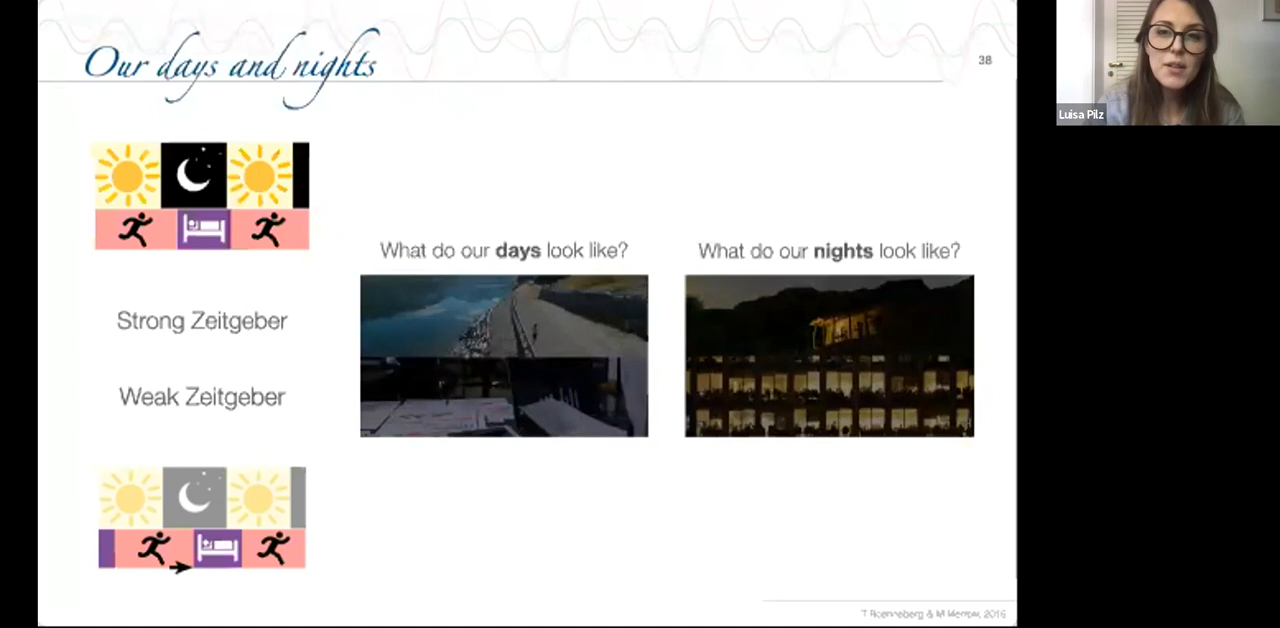 Our days and nights
38
What do our days look like?
What do our nights look like?
Strong Zeitgeber
Weak Zeitgeber
T Roenneberg & M Merrow, 2016
Luisa Pilz